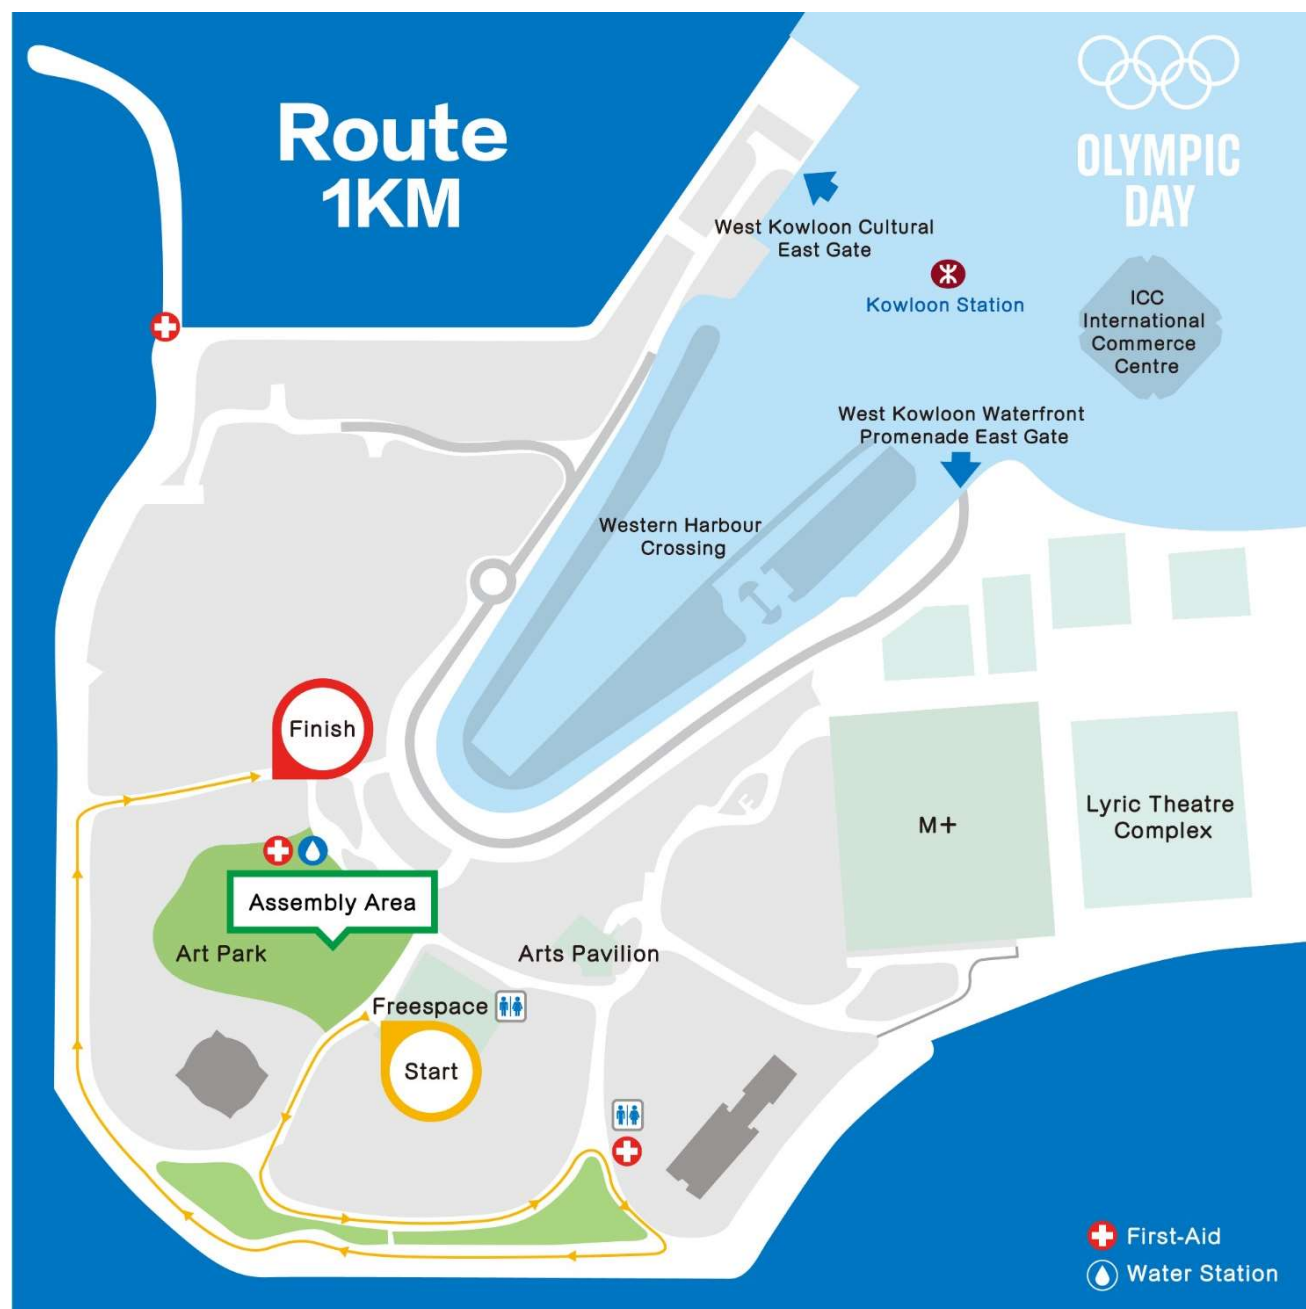 Route
1KM
OLYMPIC
DAY
West Kowloon Cultural
East Gate
Kowloon Station
ICC
International
Commerce
Centre
West Kowloon Waterfront
Promenade East Gate
Western Harbour
Crossing
Finish
M+
Lyric Theatre
Complex
Assembly Area
Art Park
Arts Pavilion
Freespace
Start
First-Aid
Water Station